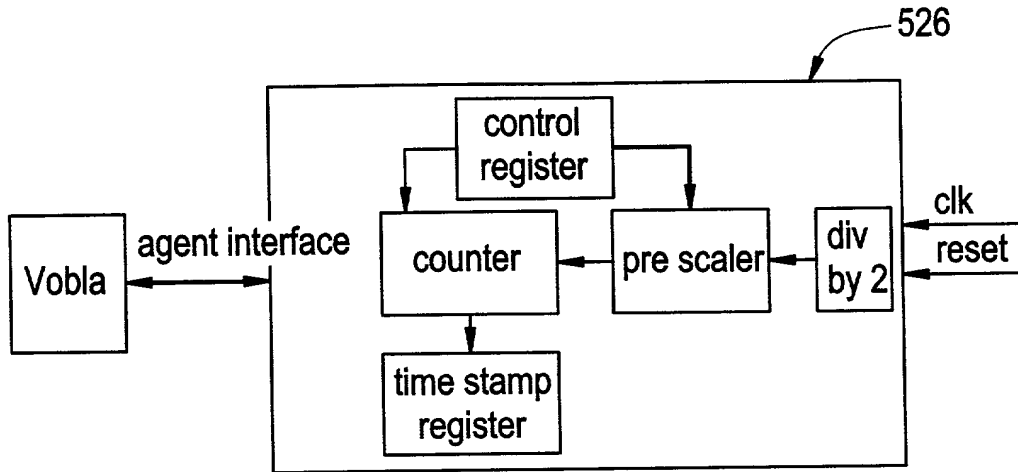 526
control
register
clk
agent interface
counter
pre scaler
div
by 2
reset
Vobla
time stamp
register